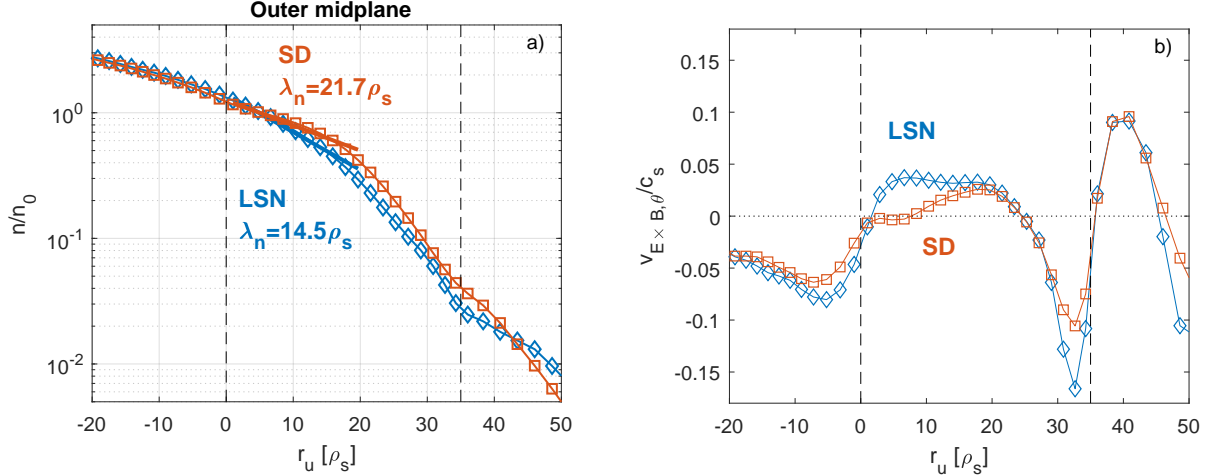 Outer midplane
a)
SD
λn=21.7ρs
LSN
λn=14.5ρs
n/n0
10^0
10^-1
10^-2
-20 -10 0 10 20 30 40 50
ru [ρs]
b)
LSN
SD
vE × B,θ/cs
0.15
0.10
0.05
0
-0.05
-0.10
-0.15
-20 -10 0 10 20 30 40 50
ru [ρs]